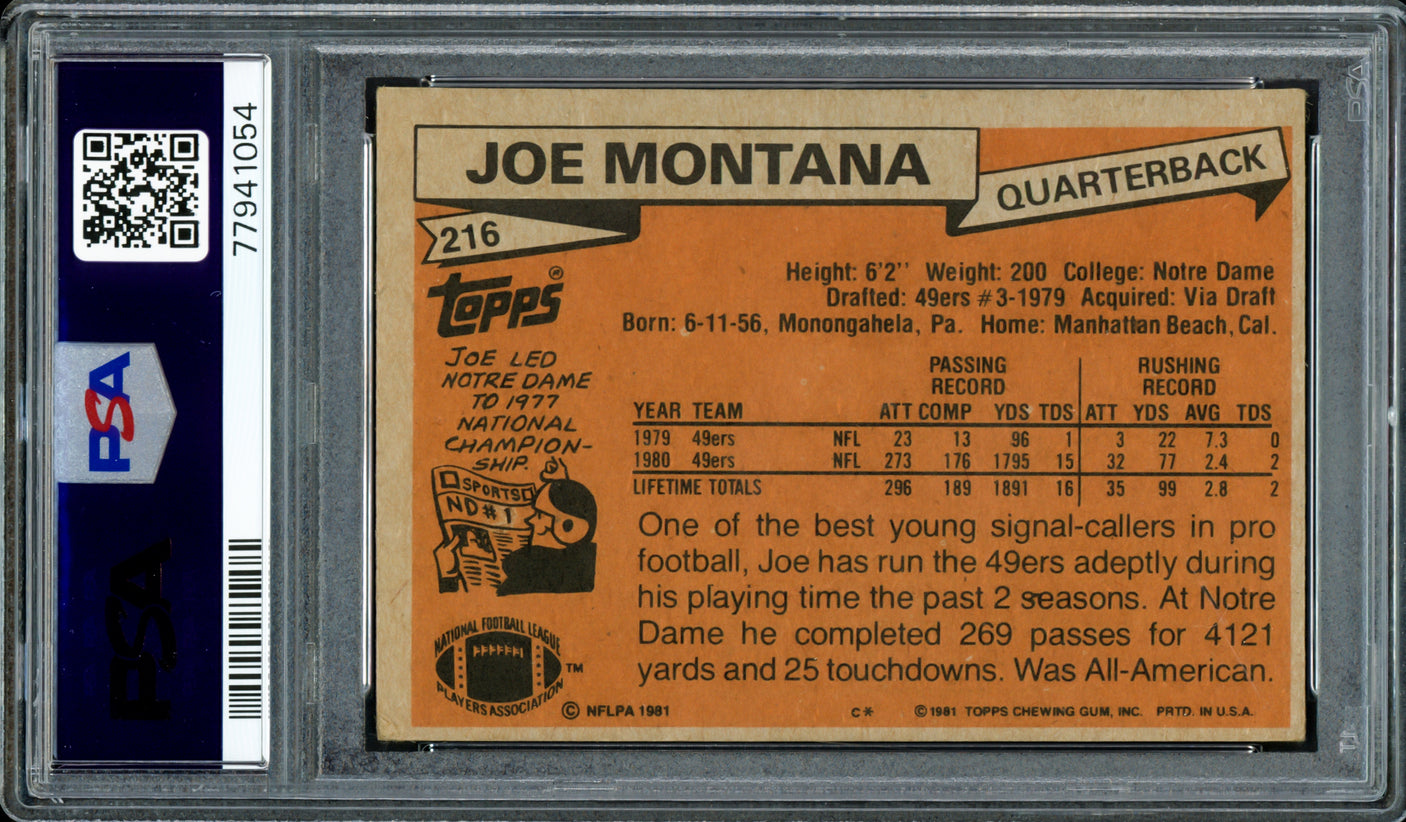 77941054
PSA
PSA
PSA
JOE MONTANA
QUARTERBACK
216
TOPPS®
Height: 6'2'' Weight: 200 College: Notre Dame
Drafted: 49ers #3-1979 Acquired: Via Draft
Born: 6-11-56, Monongahela, Pa. Home: Manhattan Beach, Cal.
JOE LED
NOTRE DAME
TO 1977
NATIONAL
CHAMPION-
SHIP.
SPORTS
ND #1
PASSING RUSHING
RECORD RECORD
YEAR TEAM ATT COMP YDS TDS ATT YDS AVG TDS
1979 49ers NFL 23 13 96 1 3 22 7.3 0
1980 49ers NFL 273 176 1795 15 32 77 2.4 2
LIFETIME TOTALS 296 189 1891 16 35 99 2.8 2
One of the best young signal-callers in pro
football, Joe has run the 49ers adeptly during
his playing time the past 2 seasons. At Notre
Dame he completed 269 passes for 4121
yards and 25 touchdowns. Was All-American.
NATIONAL FOOTBALL LEAGUE
PLAYERS ASSOCIATION
™
© NFLPA 1981 C* ©1981 TOPPS CHEWING GUM, INC. PRTD. IN U.S.A.